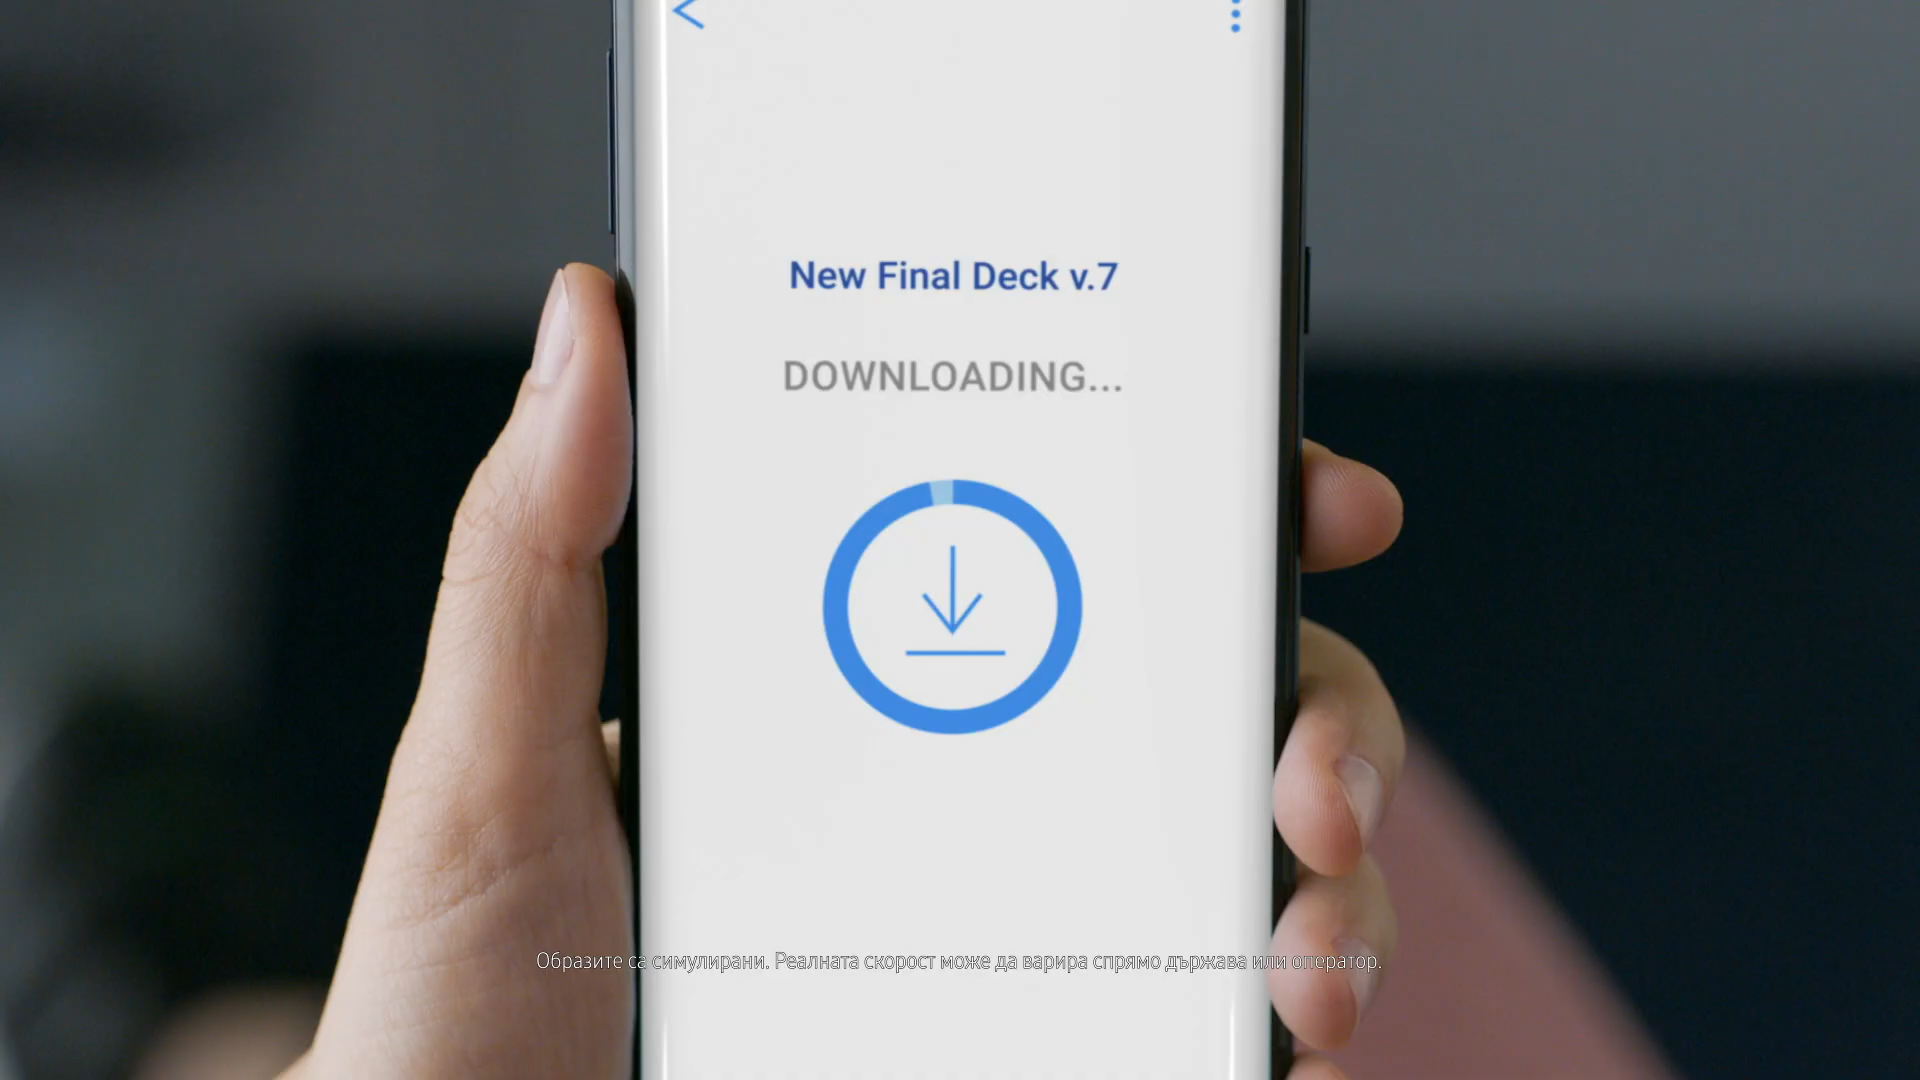 New Final Deck v.7
DOWNLOADING...
Образите са симулирани. Реалната скорост може да варира спрямо държава или оператор.